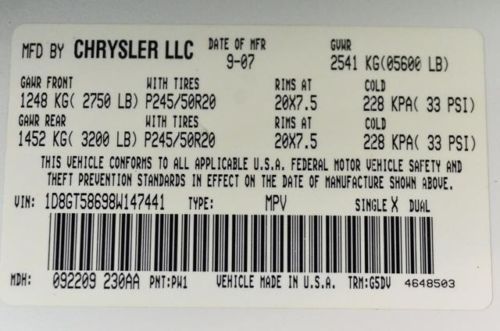 MFD BY CHRYSLER LLC DATE OF MFR GVWR
9-07 2541 KG(05600 LB)
GAWR FRONT WITH TIRES RIMS AT COLD
1248 KG( 2750 LB) P245/50R20 20X7.5 228 KPA( 33 PSI)
GAWR REAR WITH TIRES RIMS AT COLD
1452 KG( 3200 LB) P245/50R20 20X7.5 228 KPA( 33 PSI)
THIS VEHICLE CONFORMS TO ALL APPLICABLE U.S.A. FEDERAL MOTOR VEHICLE SAFETY AND
THEFT PREVENTION STANDARDS IN EFFECT ON THE DATE OF MANUFACTURE SHOWN ABOVE.
VIN: 1D8GT58698W147441 TYPE: MPV SINGLE X DUAL
MDH: 092209 230AA PNT:PW1 VEHICLE MADE IN U.S.A. TRM:G5DV 4648503